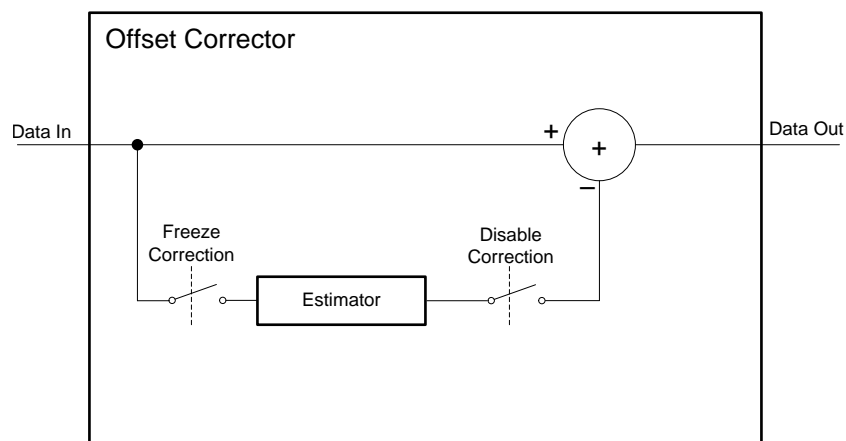 Offset Corrector
Data In
+
+
Data Out
−
Freeze
Correction
Disable
Correction
Estimator